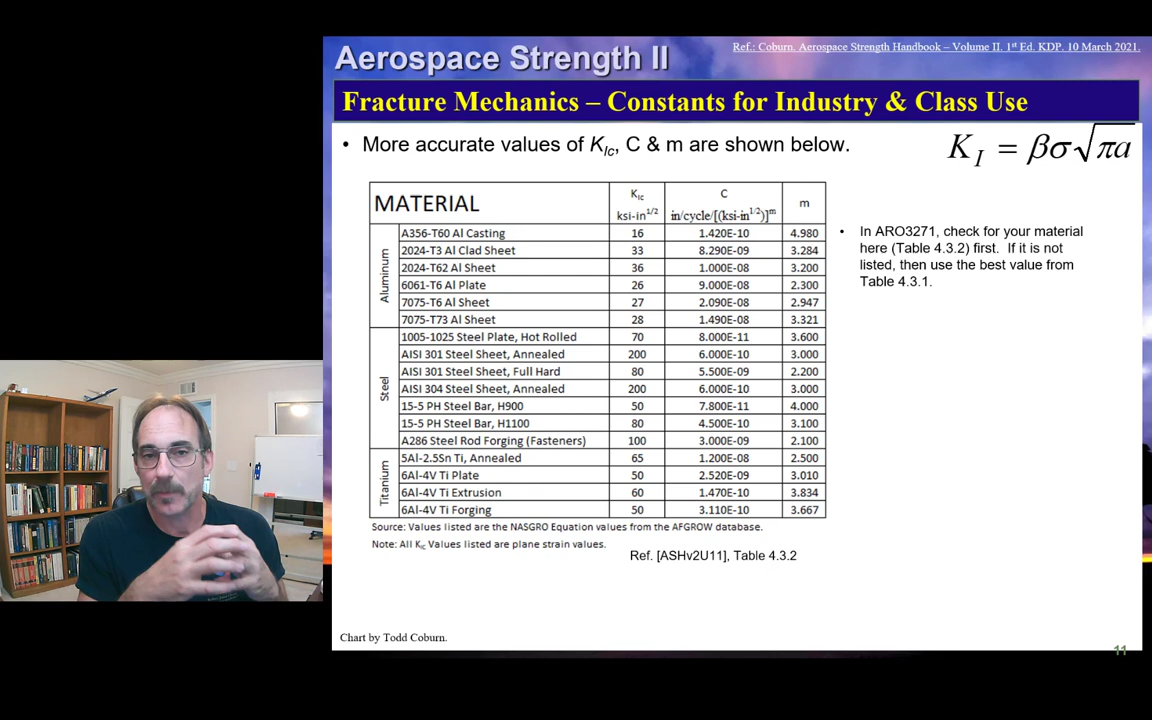 Aerospace Strength II
Ref.: Coburn. Aerospace Strength Handbook – Volume II. 1st Ed. KDP. 10 March 2021.
Fracture Mechanics – Constants for Industry & Class Use
• More accurate values of KIc, C & m are shown below.
KI = βσ√πa
MATERIAL KIc C m
ksi-in1/2 in/cycle/[(ksi-in1/2)]m
Aluminum
A356-T60 Al Casting 16 1.420E-10 4.980
2024-T3 Al Clad Sheet 33 8.290E-09 3.284
2024-T62 Al Sheet 36 1.000E-08 3.200
6061-T6 Al Plate 26 9.000E-08 2.300
7075-T6 Al Sheet 27 2.090E-08 2.947
7075-T73 Al Sheet 28 1.490E-08 3.321
Steel
1005-1025 Steel Plate, Hot Rolled 70 8.000E-11 3.600
AISI 301 Steel Sheet, Annealed 200 6.000E-10 3.000
AISI 301 Steel Sheet, Full Hard 80 5.500E-09 2.200
AISI 304 Steel Sheet, Annealed 200 6.000E-10 3.000
15-5 PH Steel Bar, H900 50 7.800E-11 4.000
15-5 PH Steel Bar, H1100 80 4.500E-10 3.100
A286 Steel Rod Forging (Fasteners) 100 3.000E-09 2.100
Titanium
5Al-2.5Sn Ti, Annealed 65 1.200E-08 2.500
6Al-4V Ti Plate 50 2.520E-09 3.010
6Al-4V Ti Extrusion 60 1.470E-10 3.834
6Al-4V Ti Forging 50 3.110E-10 3.667
Source: Values listed are the NASGRO Equation values from the AFGROW database.
Note: All KIc Values listed are plane strain values.
Ref. [ASHv2U11], Table 4.3.2
• In ARO3271, check for your material
here (Table 4.3.2) first. If it is not
listed, then use the best value from
Table 4.3.1.
Chart by Todd Coburn.
11